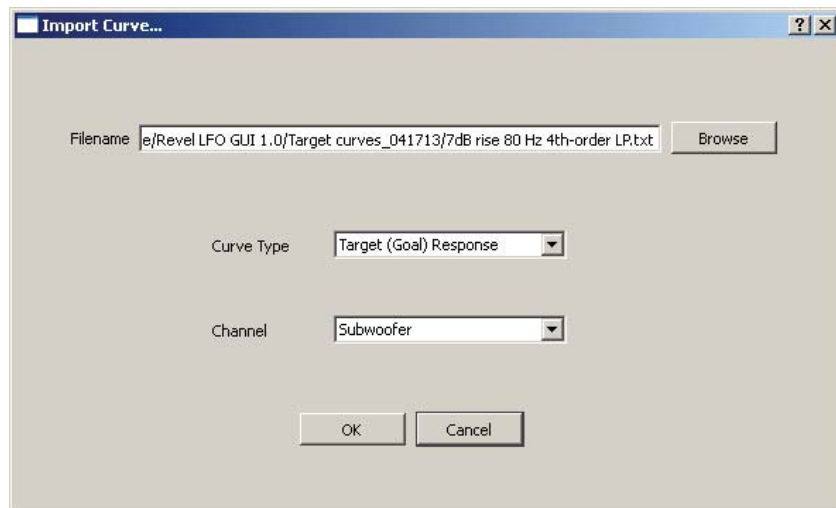 Import Curve...
Filename e/Revel LFO GUI 1.0/Target curves_041713/7dB rise 80 Hz 4th-order LP.txt Browse
Curve Type Target (Goal) Response
Channel Subwoofer
OK Cancel